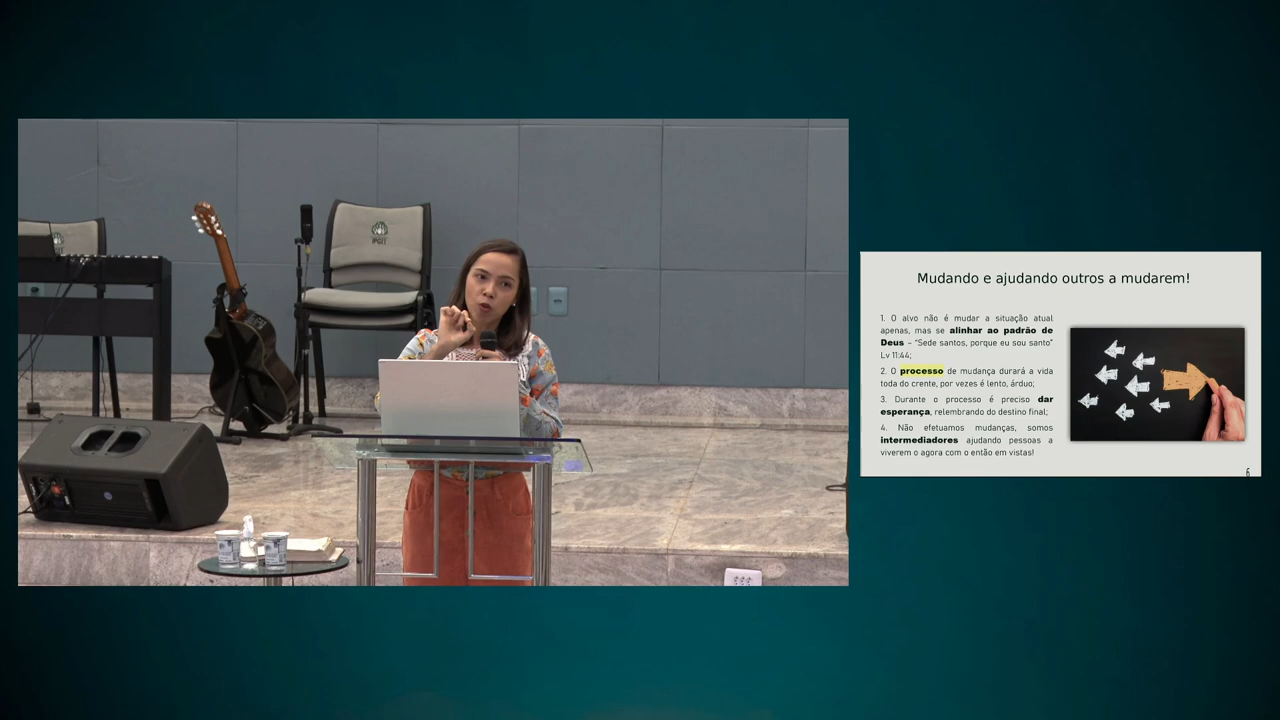 IPGII
Mudando e ajudando outros a mudarem!
1. O alvo não é mudar a situação atual
apenas, mas se alinhar ao padrão de
Deus – “Sede santos, porque eu sou santo”
Lv 11:44;
2. O processo de mudança durará a vida
toda do crente, por vezes é lento, árduo;
3. Durante o processo é preciso dar
esperança, relembrando do destino final;
4. Não efetuamos mudanças, somos
intermediadores ajudando pessoas a
viverem o agora com o então em vistas!
6